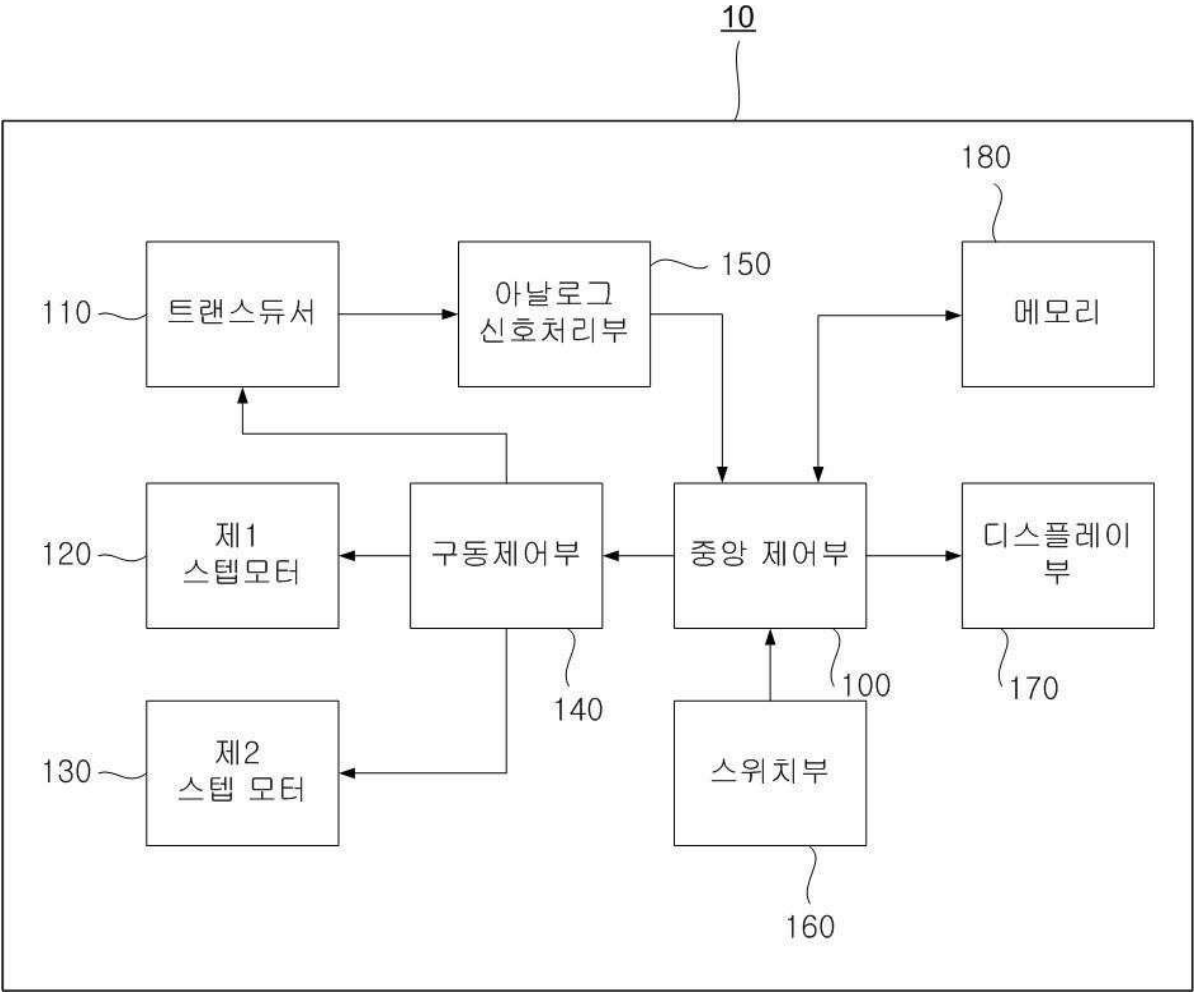 10
180
150
110
트랜스듀서
아날로그
신호처리부
메모리
120
제1
스텝모터
구동제어부
중앙 제어부
디스플레이
부
140
100
170
130
제2
스텝 모터
스위치부
160